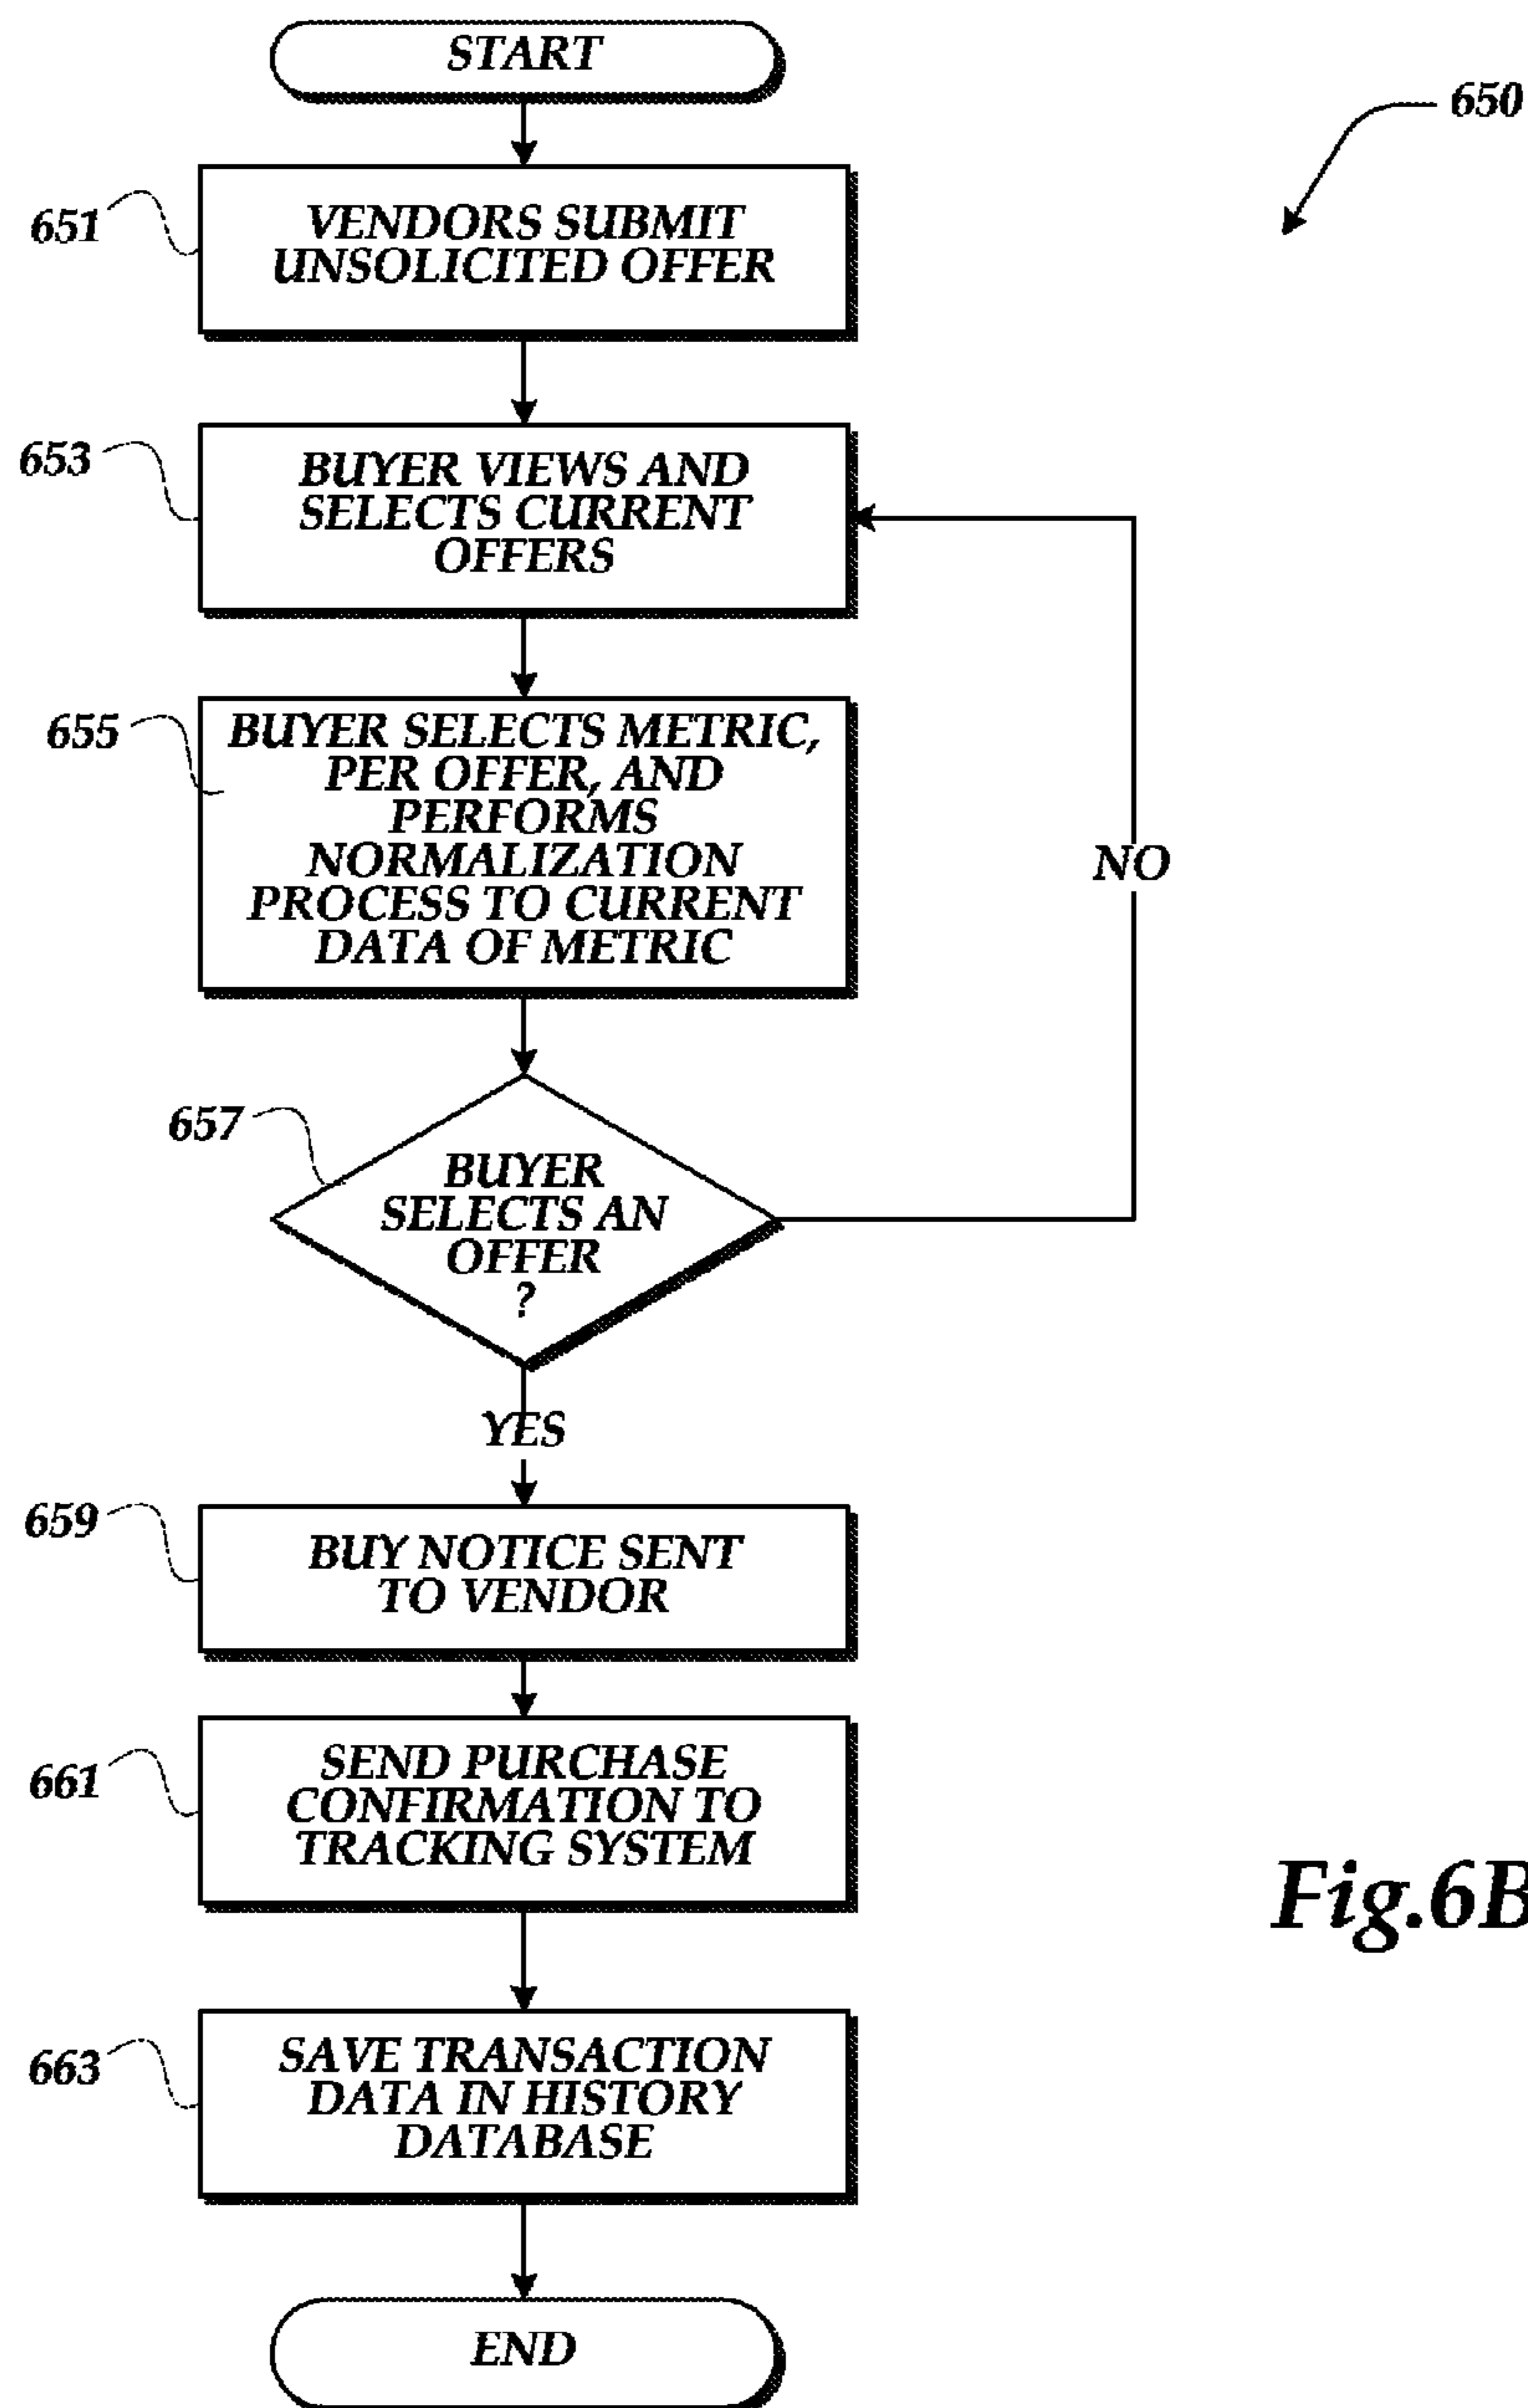 START
650
651
VENDORS SUBMIT
UNSOLICITED OFFER
653
BUYER VIEWS AND
SELECTS CURRENT
OFFERS
655
BUYER SELECTS METRIC,
PER OFFER, AND
PERFORMS
NORMALIZATION
PROCESS TO CURRENT
DATA OF METRIC
NO
657
BUYER
SELECTS AN
OFFER
?
YES
659
BUY NOTICE SENT
TO VENDOR
661
SEND PURCHASE
CONFIRMATION TO
TRACKING SYSTEM
Fig.6B
663
SAVE TRANSACTION
DATA IN HISTORY
DATABASE
END